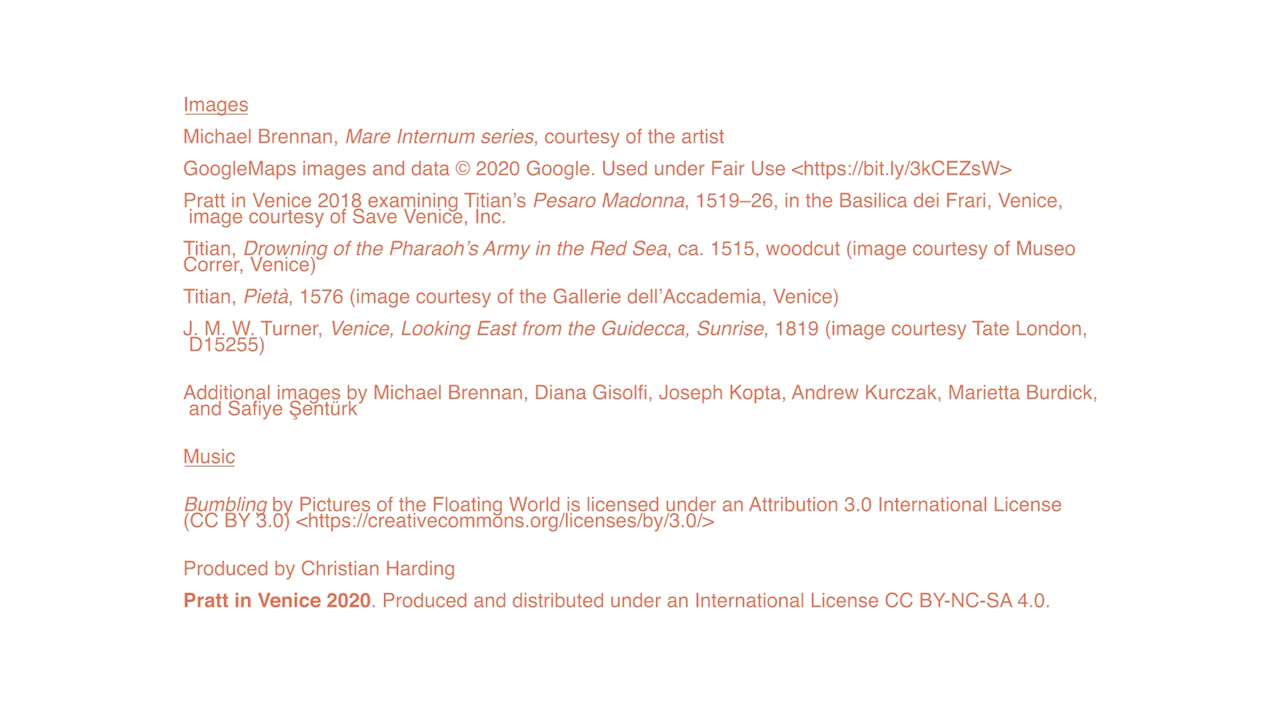 Images
Michael Brennan, Mare Internum series, courtesy of the artist
GoogleMaps images and data © 2020 Google. Used under Fair Use <https://bit.ly/3kCEZsW>
Pratt in Venice 2018 examining Titian’s Pesaro Madonna, 1519–26, in the Basilica dei Frari, Venice,
image courtesy of Save Venice, Inc.
Titian, Drowning of the Pharaoh’s Army in the Red Sea, ca. 1515, woodcut (image courtesy of Museo
Correr, Venice)
Titian, Pietà, 1576 (image courtesy of the Gallerie dell’Accademia, Venice)
J. M. W. Turner, Venice, Looking East from the Guidecca, Sunrise, 1819 (image courtesy Tate London,
D15255)
Additional images by Michael Brennan, Diana Gisolfi, Joseph Kopta, Andrew Kurczak, Marietta Burdick,
and Safiye Şentürk
Music
Bumbling by Pictures of the Floating World is licensed under an Attribution 3.0 International License
(CC BY 3.0) <https://creativecommons.org/licenses/by/3.0/>
Produced by Christian Harding
Pratt in Venice 2020. Produced and distributed under an International License CC BY-NC-SA 4.0.